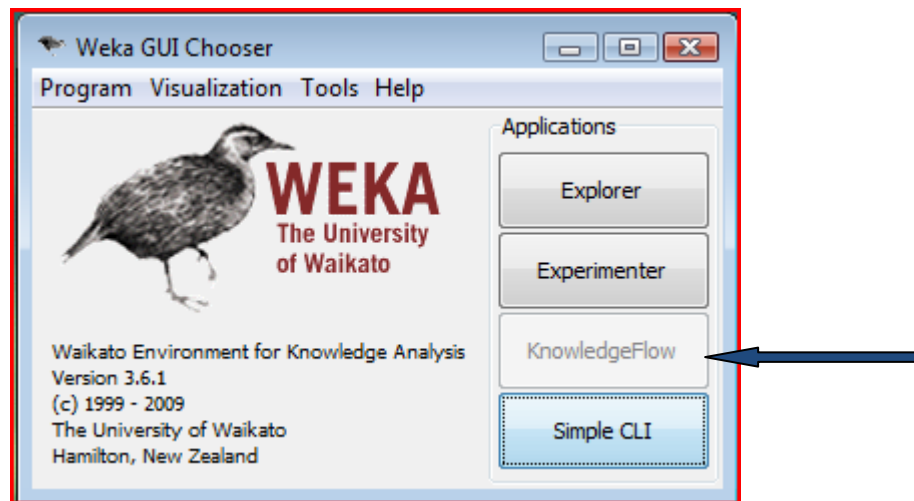 Weka GUI Chooser
Program Visualization Tools Help
Applications
WEKA
The University
of Waikato
Explorer
Experimenter
KnowledgeFlow
Simple CLI
Waikato Environment for Knowledge Analysis
Version 3.6.1
(c) 1999 - 2009
The University of Waikato
Hamilton, New Zealand